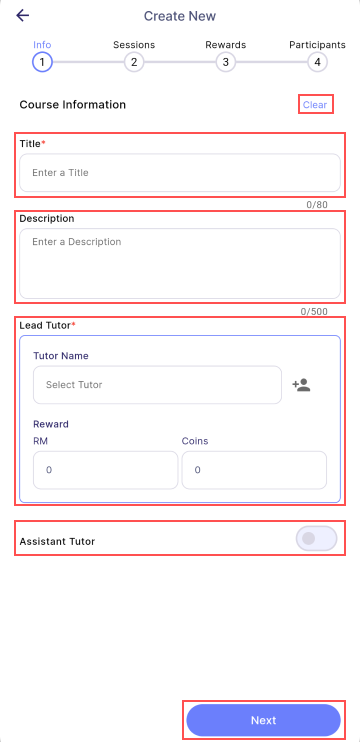 Create New
Info Sessions Rewards Participants
1 2 3 4
Course Information Clear
Title*
Enter a Title
0/80
Description
Enter a Description
0/500
Lead Tutor*
Tutor Name
Select Tutor
Reward
RM Coins
0 0
Assistant Tutor
Next